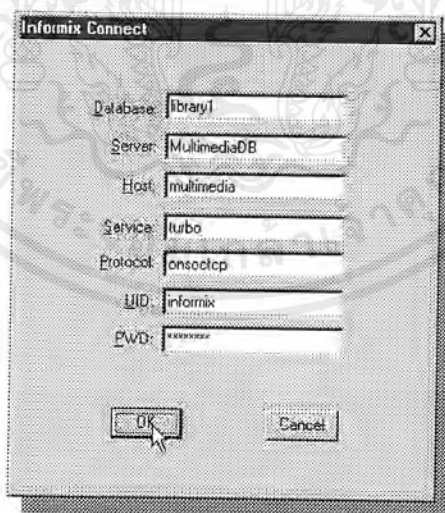 Informix Connect
Database: library1
Server: MultimediaDB
Host: multimedia
Service: turbo
Protocol: onsoctcp
UID: informix
PWD: ********
OK
Cancel